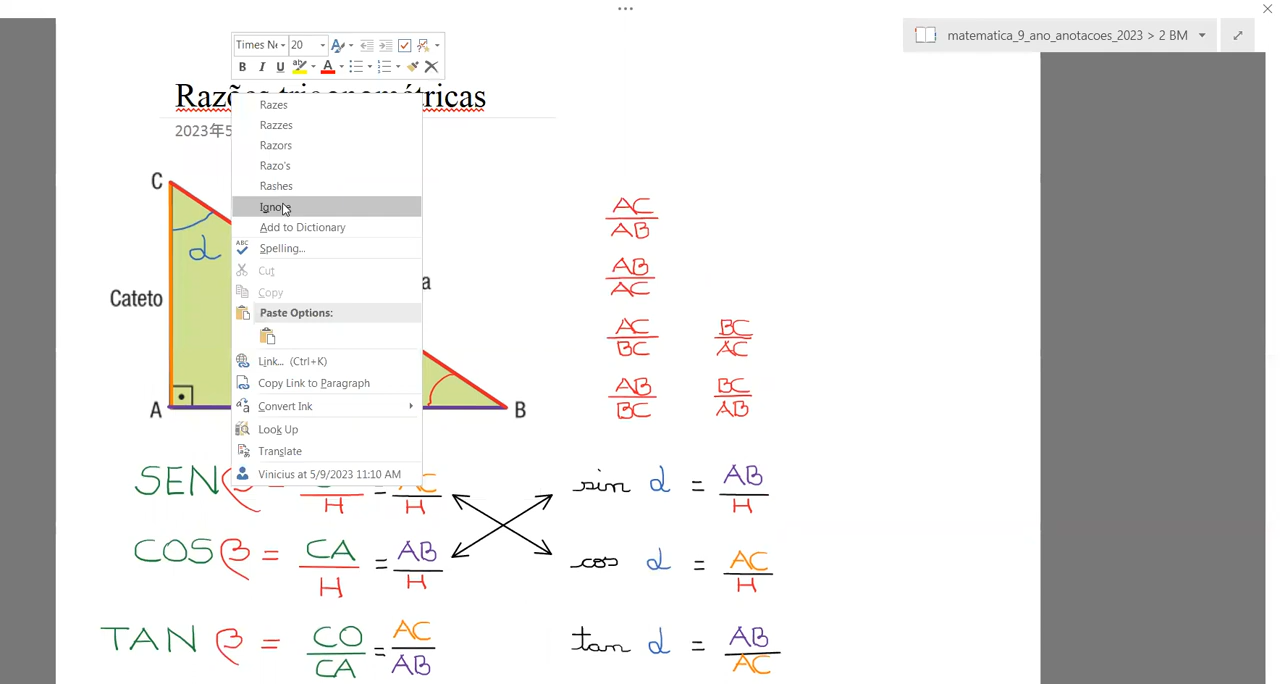 matematica_9_ano_anotacoes_2023 > 2 BM
Times Ne 20
B I U ab A
Razões trigonométricas
2023年5
Razes
Razzes
Razors
Razo's
Rashes
Ignore
Add to Dictionary
Spelling...
Cut
Copy
Paste Options:
Link... (Ctrl+K)
Copy Link to Paragraph
Convert Ink
Look Up
Translate
Vinicius at 5/9/2023 11:10 AM
C
α
Cateto
a
A
B
AC
AB
AB
AC
AC BC
BC AC
AB BC
BC AB
SEN β = = AC
H H
sin α = AB
H
COS β = CA = AB
H H
cos α = AC
H
TAN β = CO = AC
CA AB
tan α = AB
AC